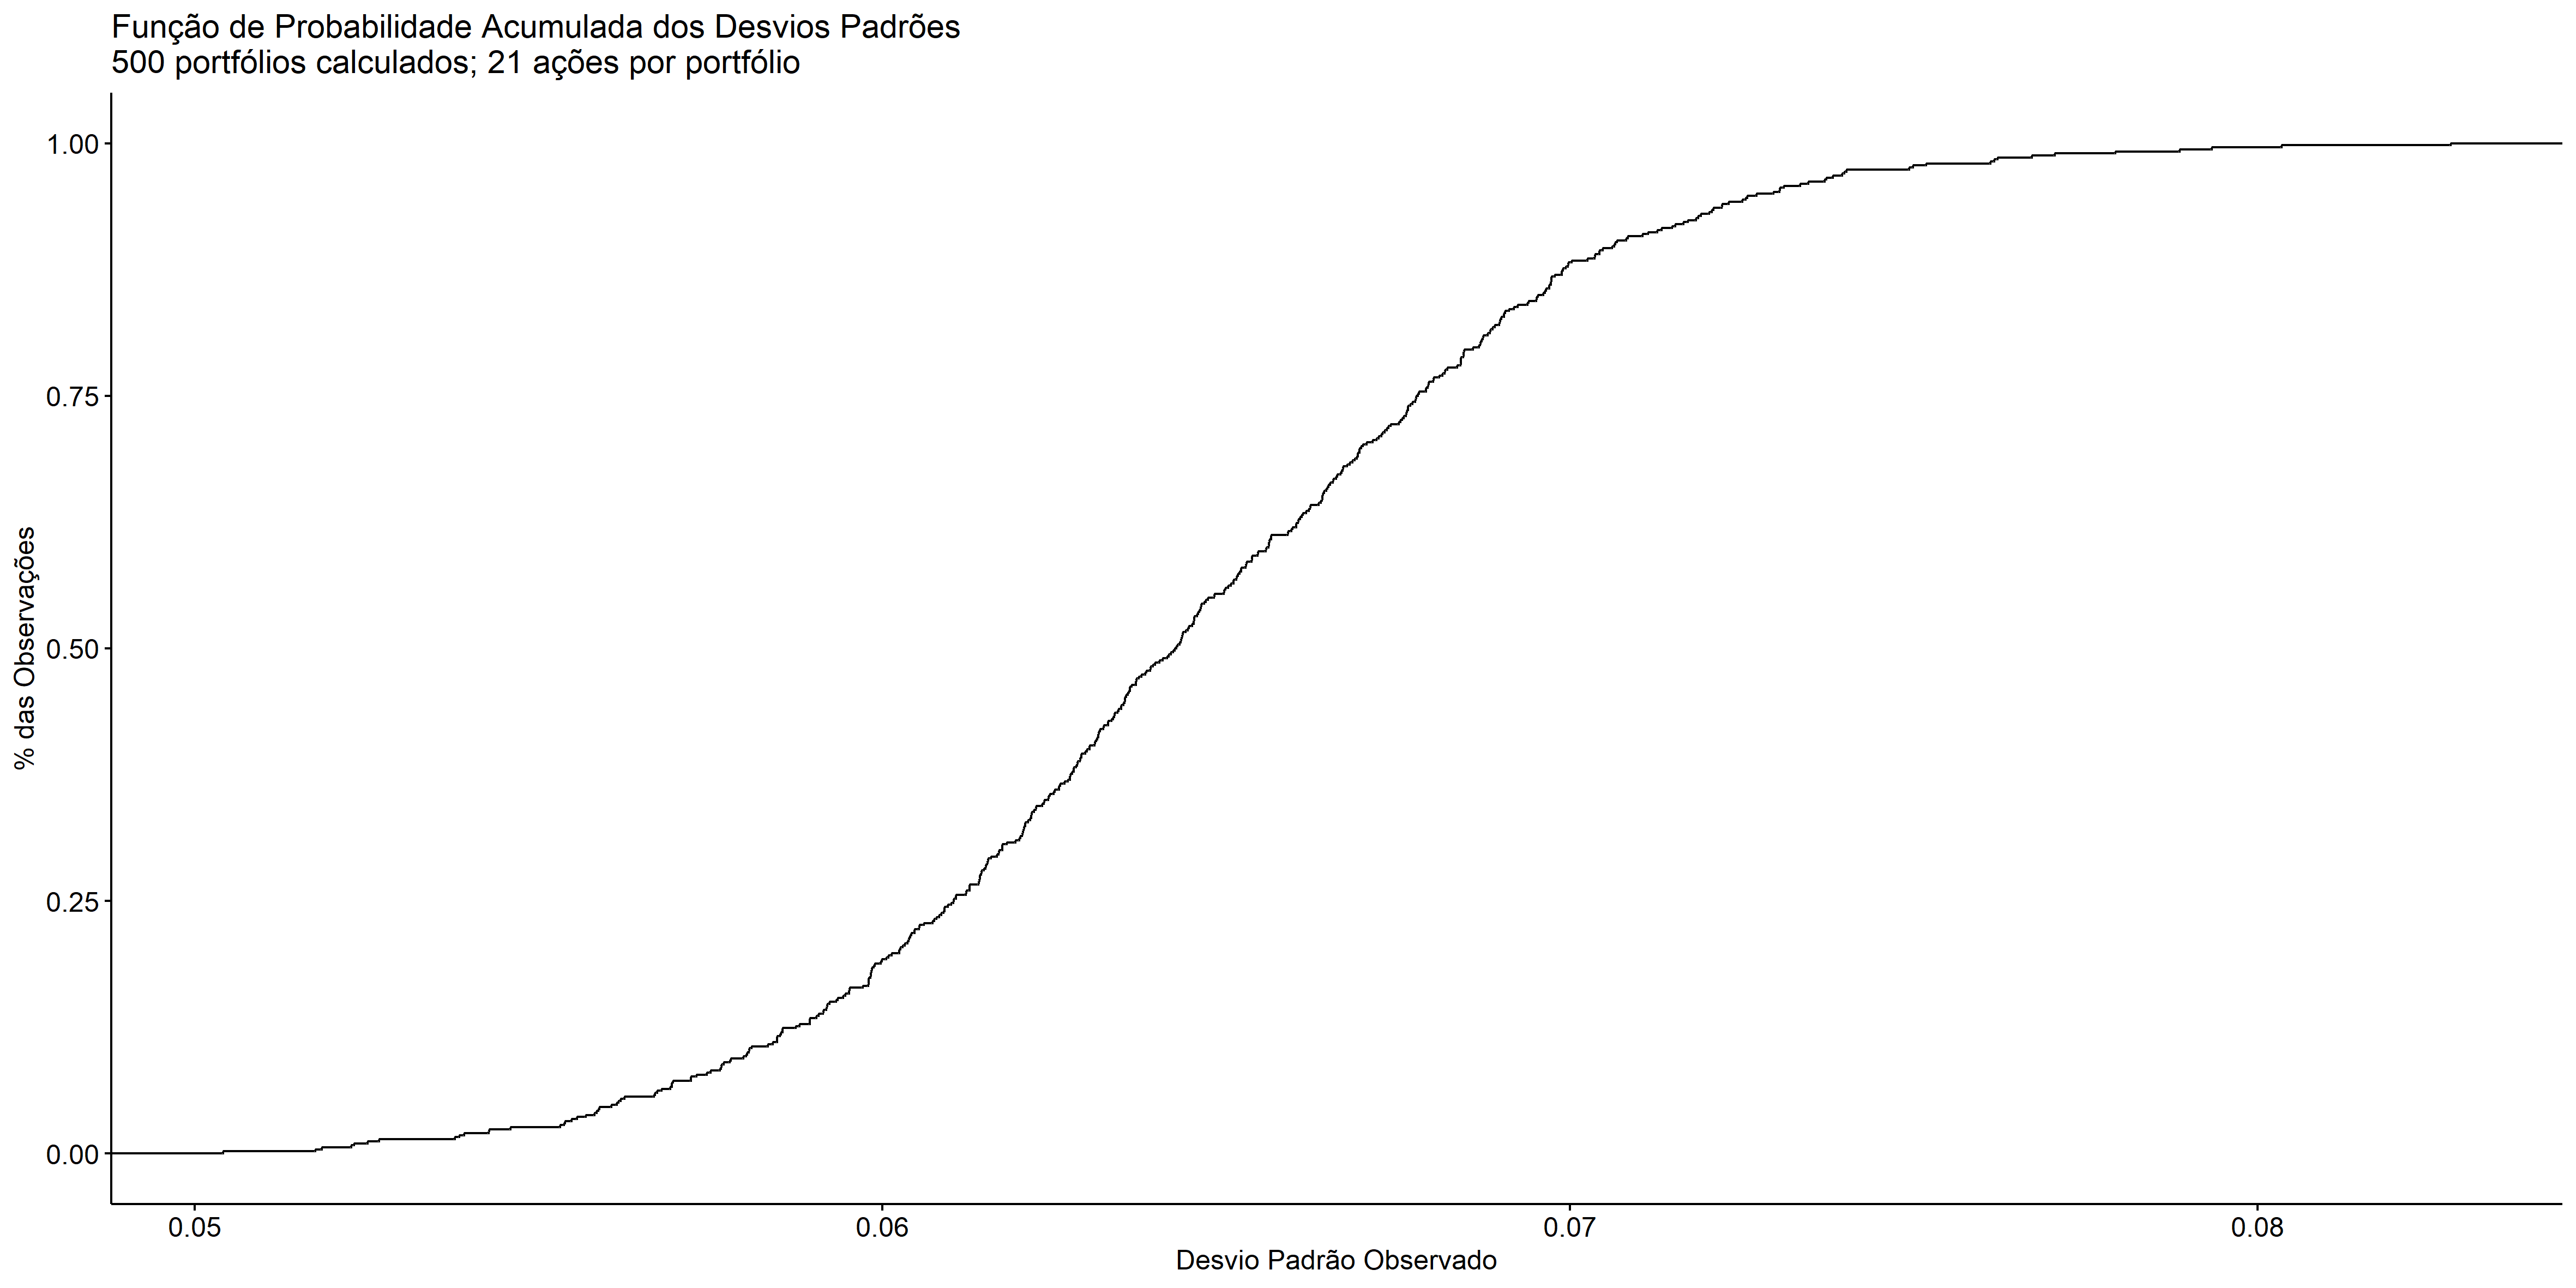 Função de Probabilidade Acumulada dos Desvios Padrões
500 portfólios calculados; 21 ações por portfólio
1.00
0.75
0.50
0.25
0.00
% das Observações
0.05
0.06
0.07
0.08
Desvio Padrão Observado